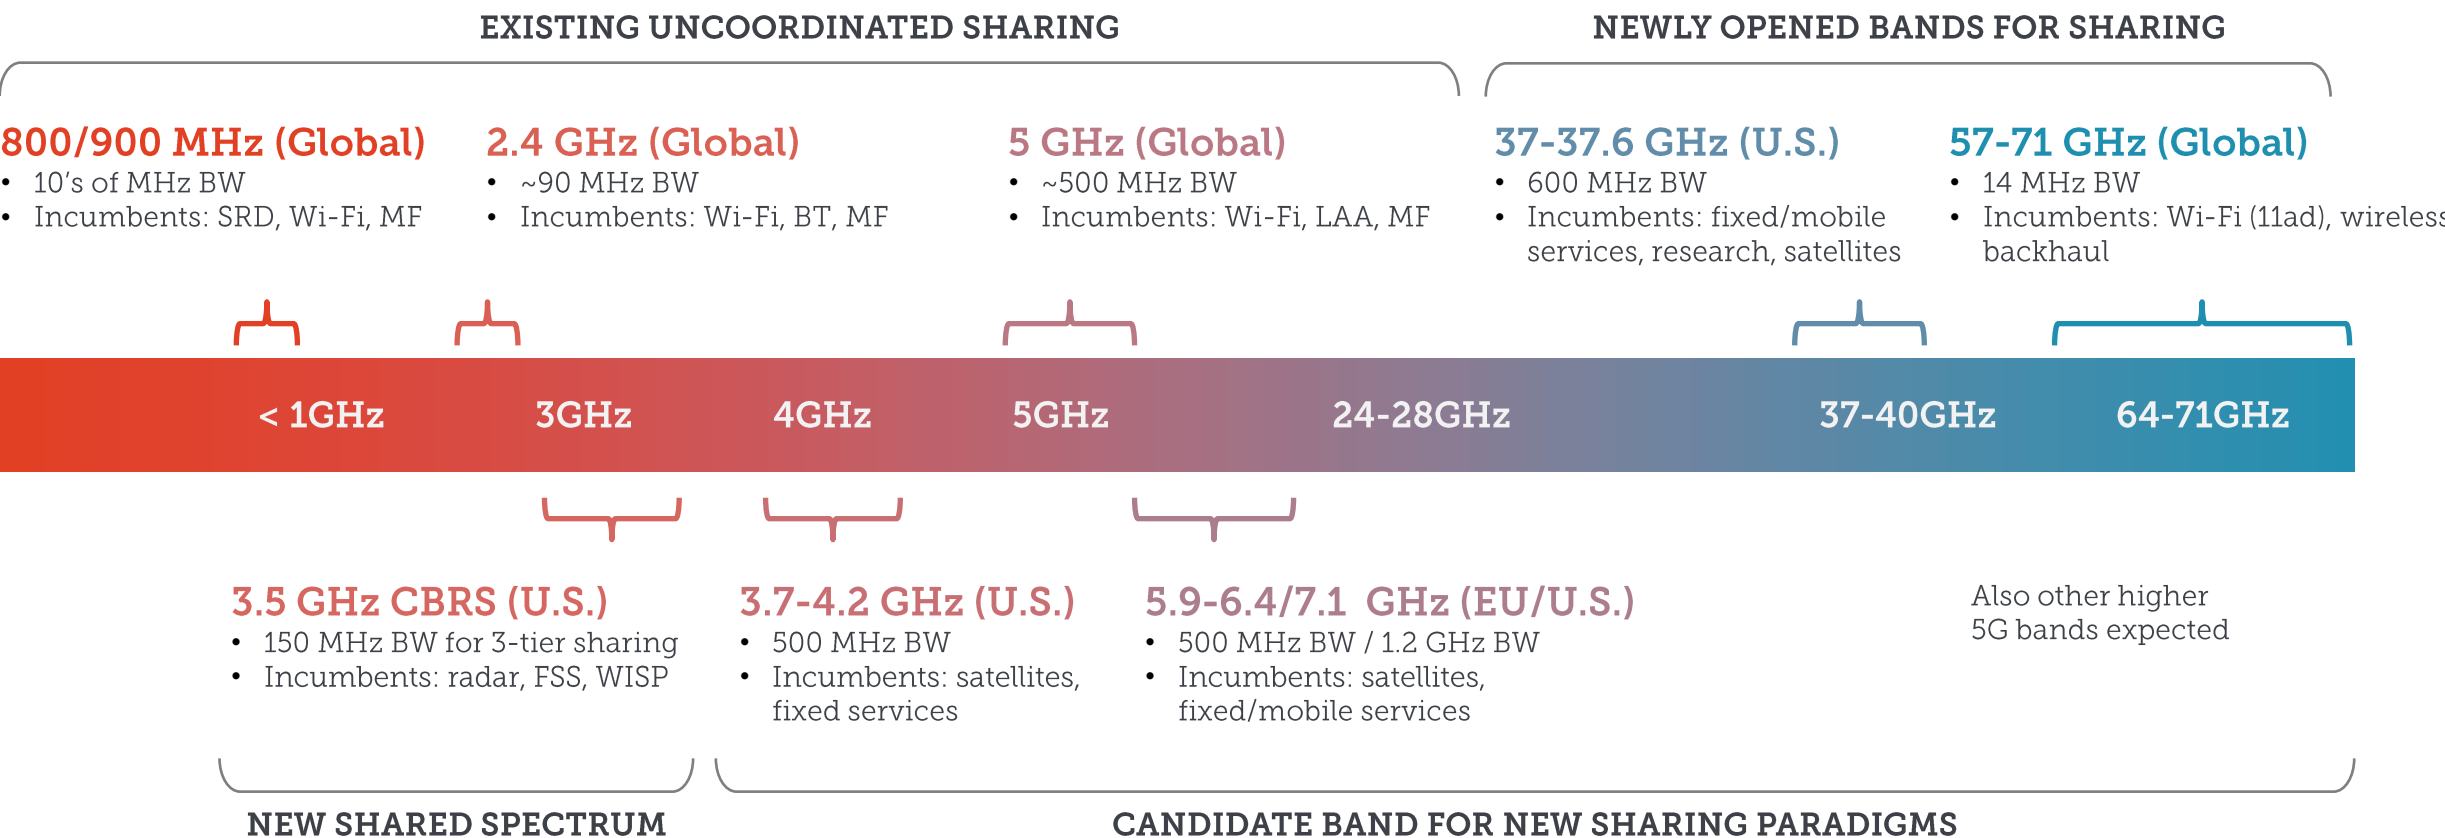 EXISTING UNCOORDINATED SHARING
NEWLY OPENED BANDS FOR SHARING
800/900 MHz (Global)
• 10's of MHz BW
• Incumbents: SRD, Wi-Fi, MF
2.4 GHz (Global)
• ~90 MHz BW
• Incumbents: Wi-Fi, BT, MF
5 GHz (Global)
• ~500 MHz BW
• Incumbents: Wi-Fi, LAA, MF
37-37.6 GHz (U.S.)
• 600 MHz BW
• Incumbents: fixed/mobile
services, research, satellites
57-71 GHz (Global)
• 14 MHz BW
• Incumbents: Wi-Fi (11ad), wireless
backhaul
< 1GHz
3GHz
4GHz
5GHz
24-28GHz
37-40GHz
64-71GHz
3.5 GHz CBRS (U.S.)
• 150 MHz BW for 3-tier sharing
• Incumbents: radar, FSS, WISP
3.7-4.2 GHz (U.S.)
• 500 MHz BW
• Incumbents: satellites,
fixed services
5.9-6.4/7.1 GHz (EU/U.S.)
• 500 MHz BW / 1.2 GHz BW
• Incumbents: satellites,
fixed/mobile services
Also other higher
5G bands expected
NEW SHARED SPECTRUM
CANDIDATE BAND FOR NEW SHARING PARADIGMS